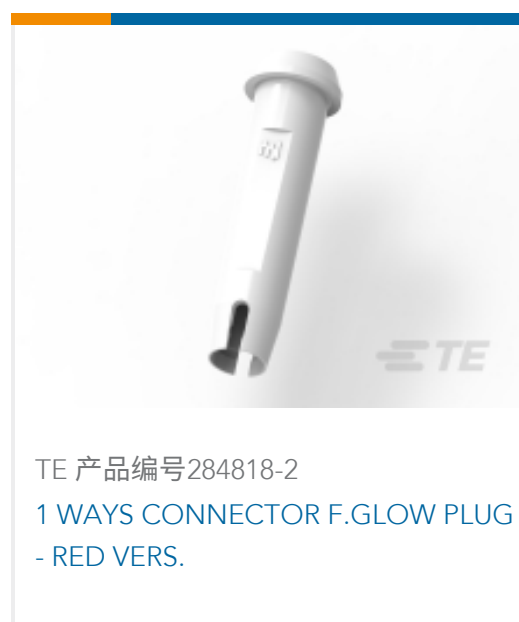 TE
TE 产品编号284818-2
1 WAYS CONNECTOR F.GLOW PLUG
- RED VERS.